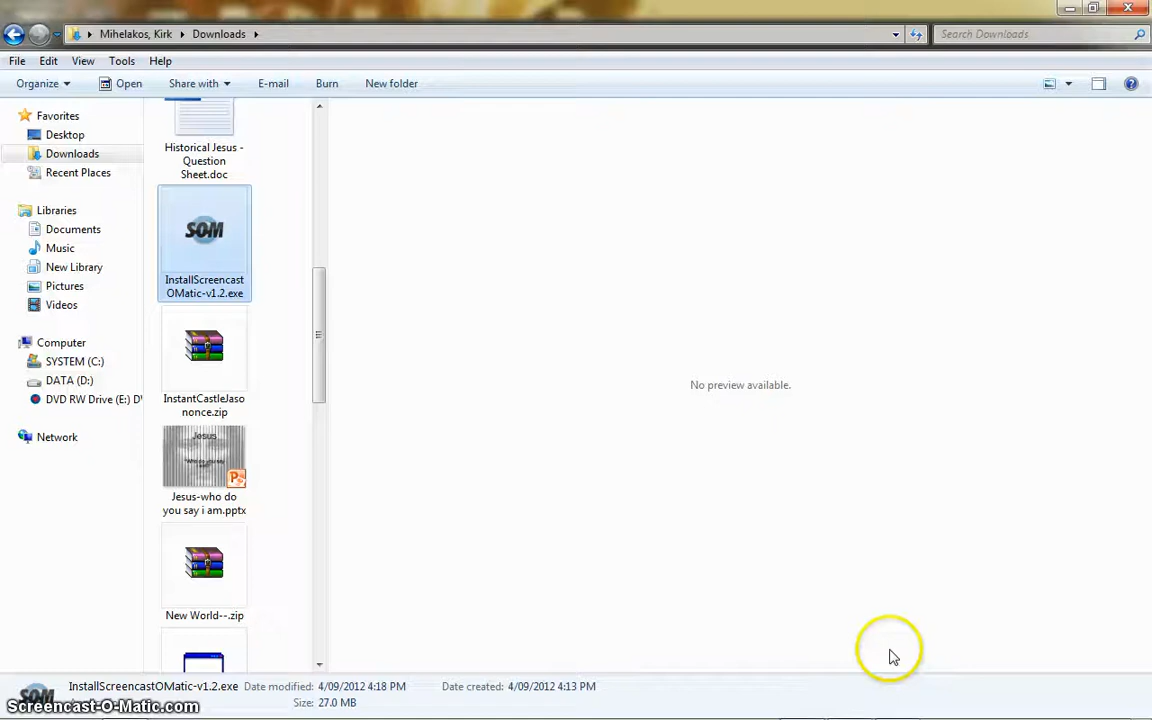 Mihelakos, Kirk
Downloads
Search Downloads
File Edit View Tools Help
Organize Open Share with E-mail Burn New folder
Favorites
Desktop
Downloads
Recent Places
Libraries
Documents
Music
New Library
Pictures
Videos
Computer
SYSTEM (C:)
DATA (D:)
DVD RW Drive (E:) D\
Network
Historical Jesus -
Question
Sheet.doc
SOM
InstallScreencast
OMatic-v1.2.exe
InstantCastleJaso
nonce.zip
Jesus
Jesus-who do
you say i am.pptx
New World--.zip
No preview available.
InstallScreencastOMatic-v1.2.exe Date modified: 4/09/2012 4:18 PM Date created: 4/09/2012 4:13 PM
Size: 27.0 MB
SOM
Screencast-O-Matic.com